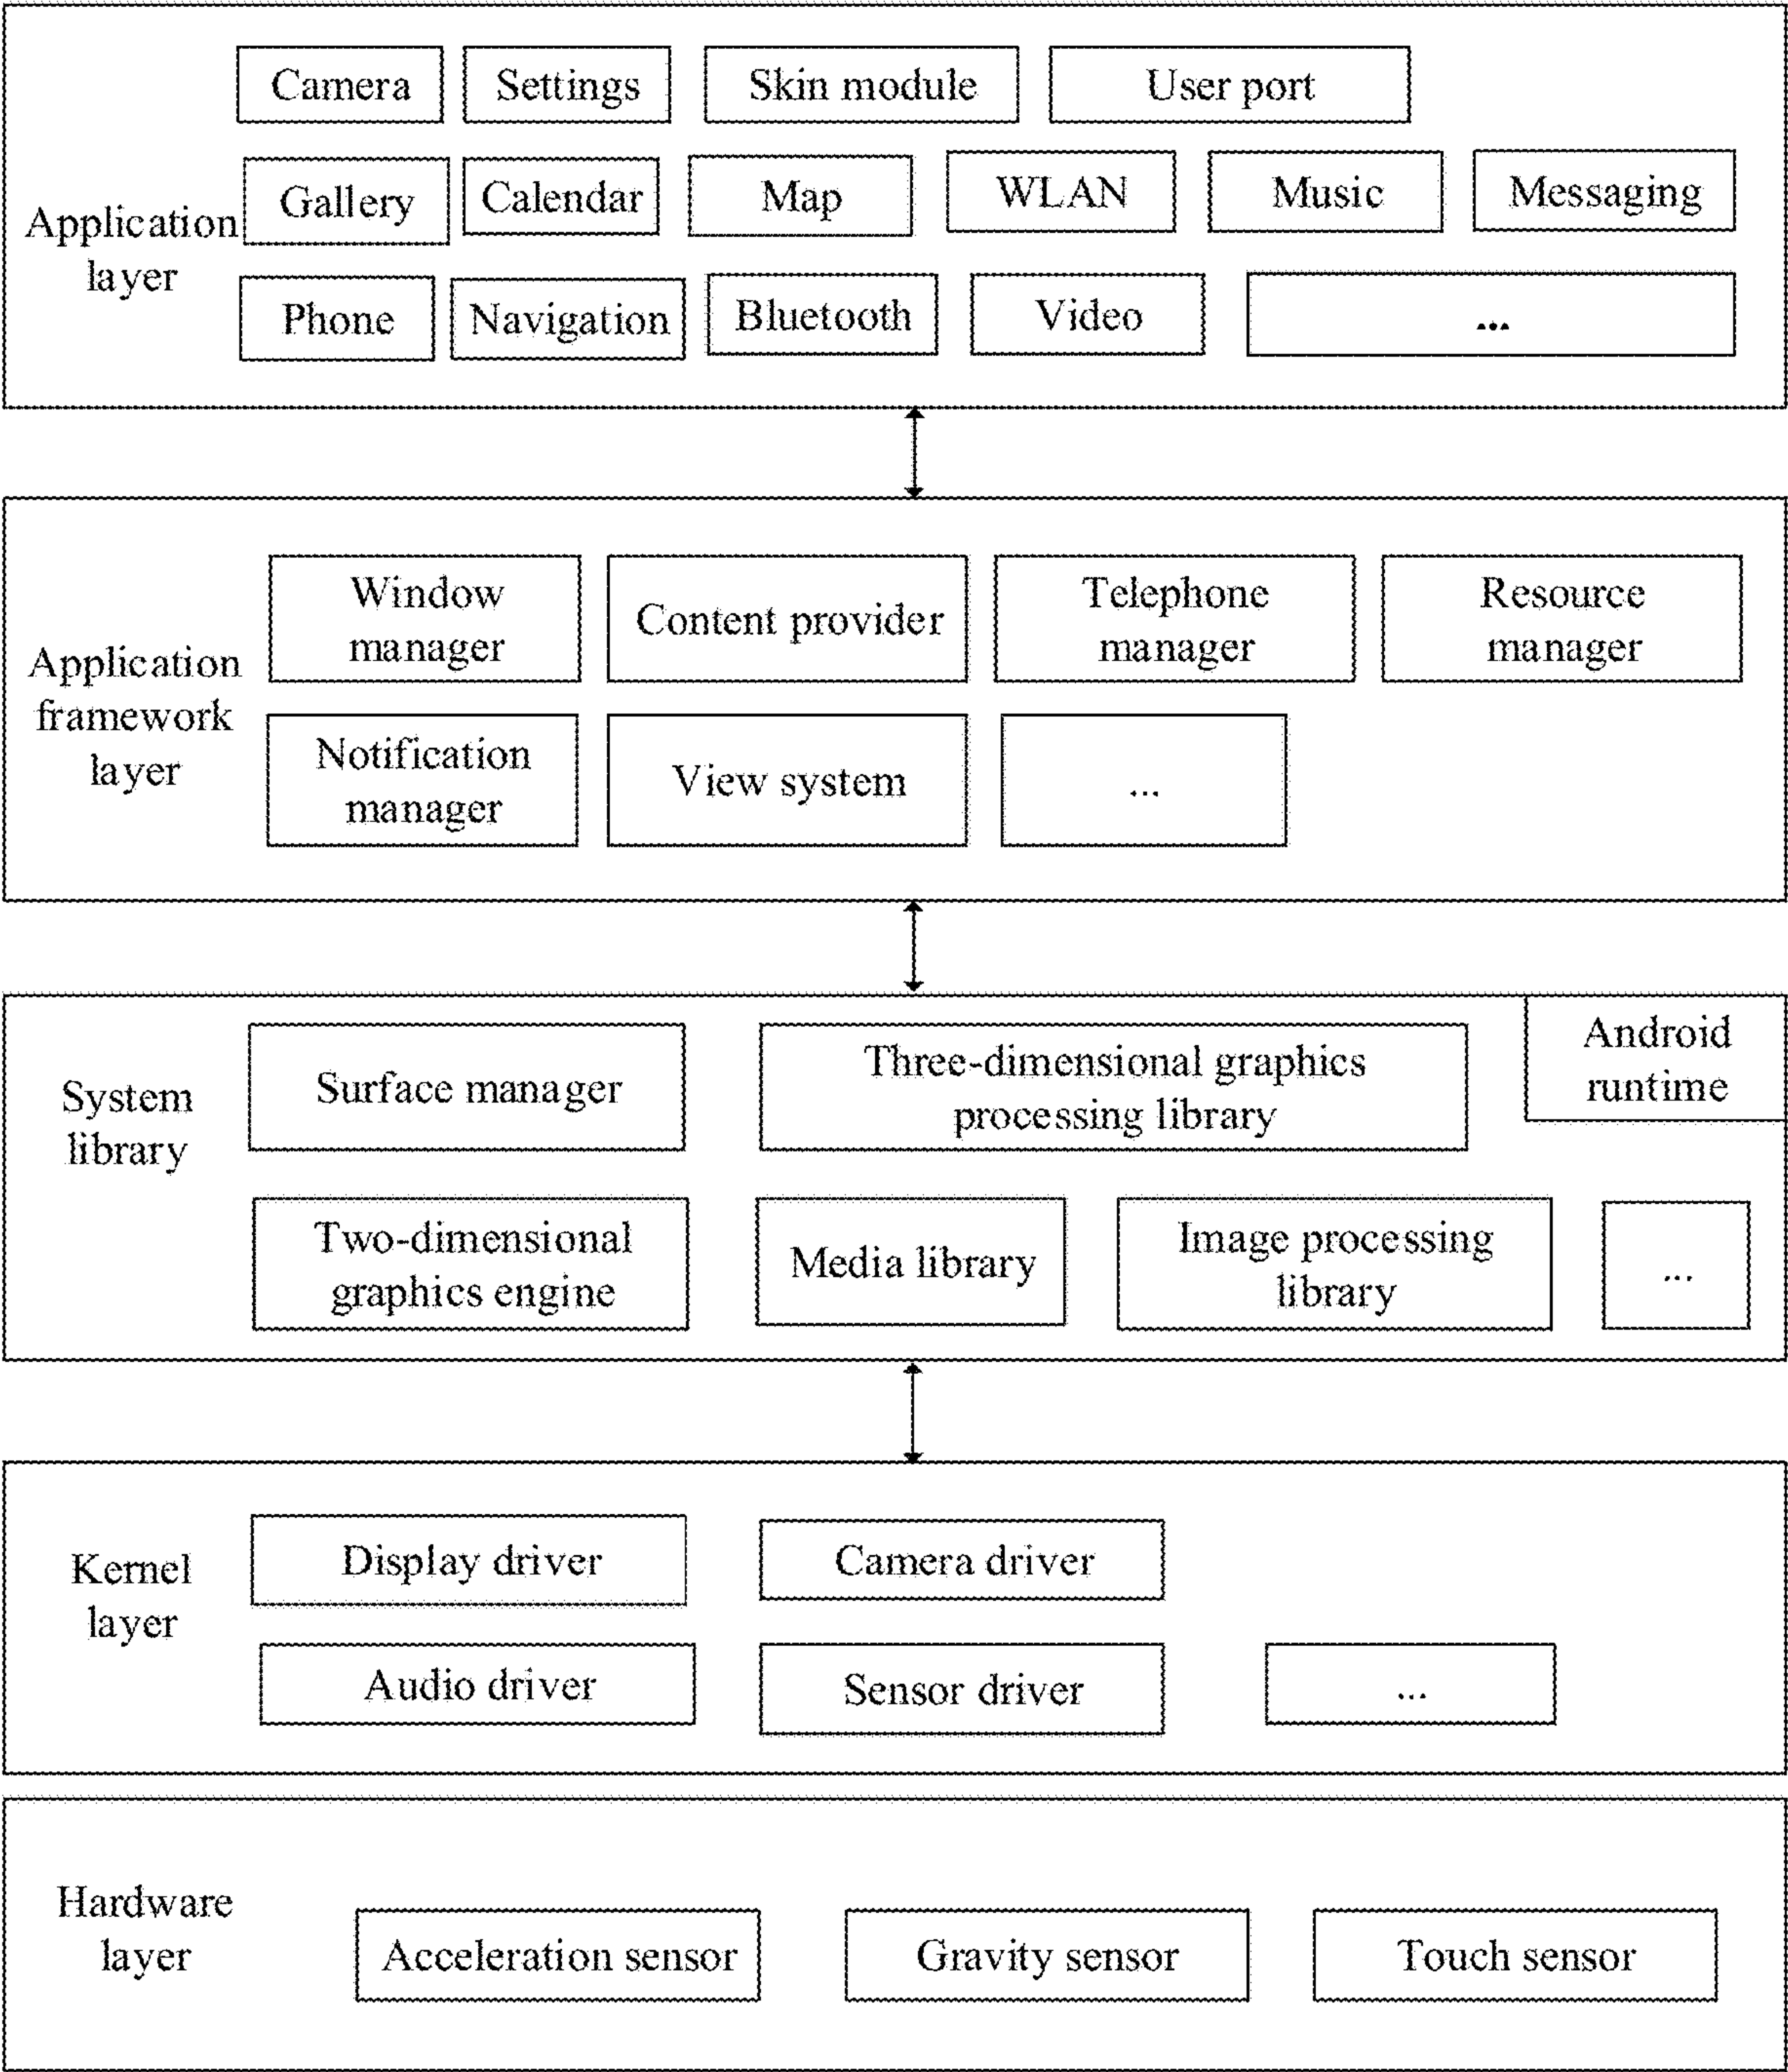 Camera
Settings
Skin module
User port
Application
layer
Gallery
Calendar
Map
WLAN
Music
Messaging
Phone
Navigation
Bluetooth
Video
...
Application
framework
layer
Window
manager
Content provider
Telephone
manager
Resource
manager
Notification
manager
View system
...
System
library
Surface manager
Three-dimensional graphics
processing library
Android
runtime
Two-dimensional
graphics engine
Media library
Image processing
library
...
Kernel
layer
Display driver
Camera driver
Audio driver
Sensor driver
...
Hardware
layer
Acceleration sensor
Gravity sensor
Touch sensor